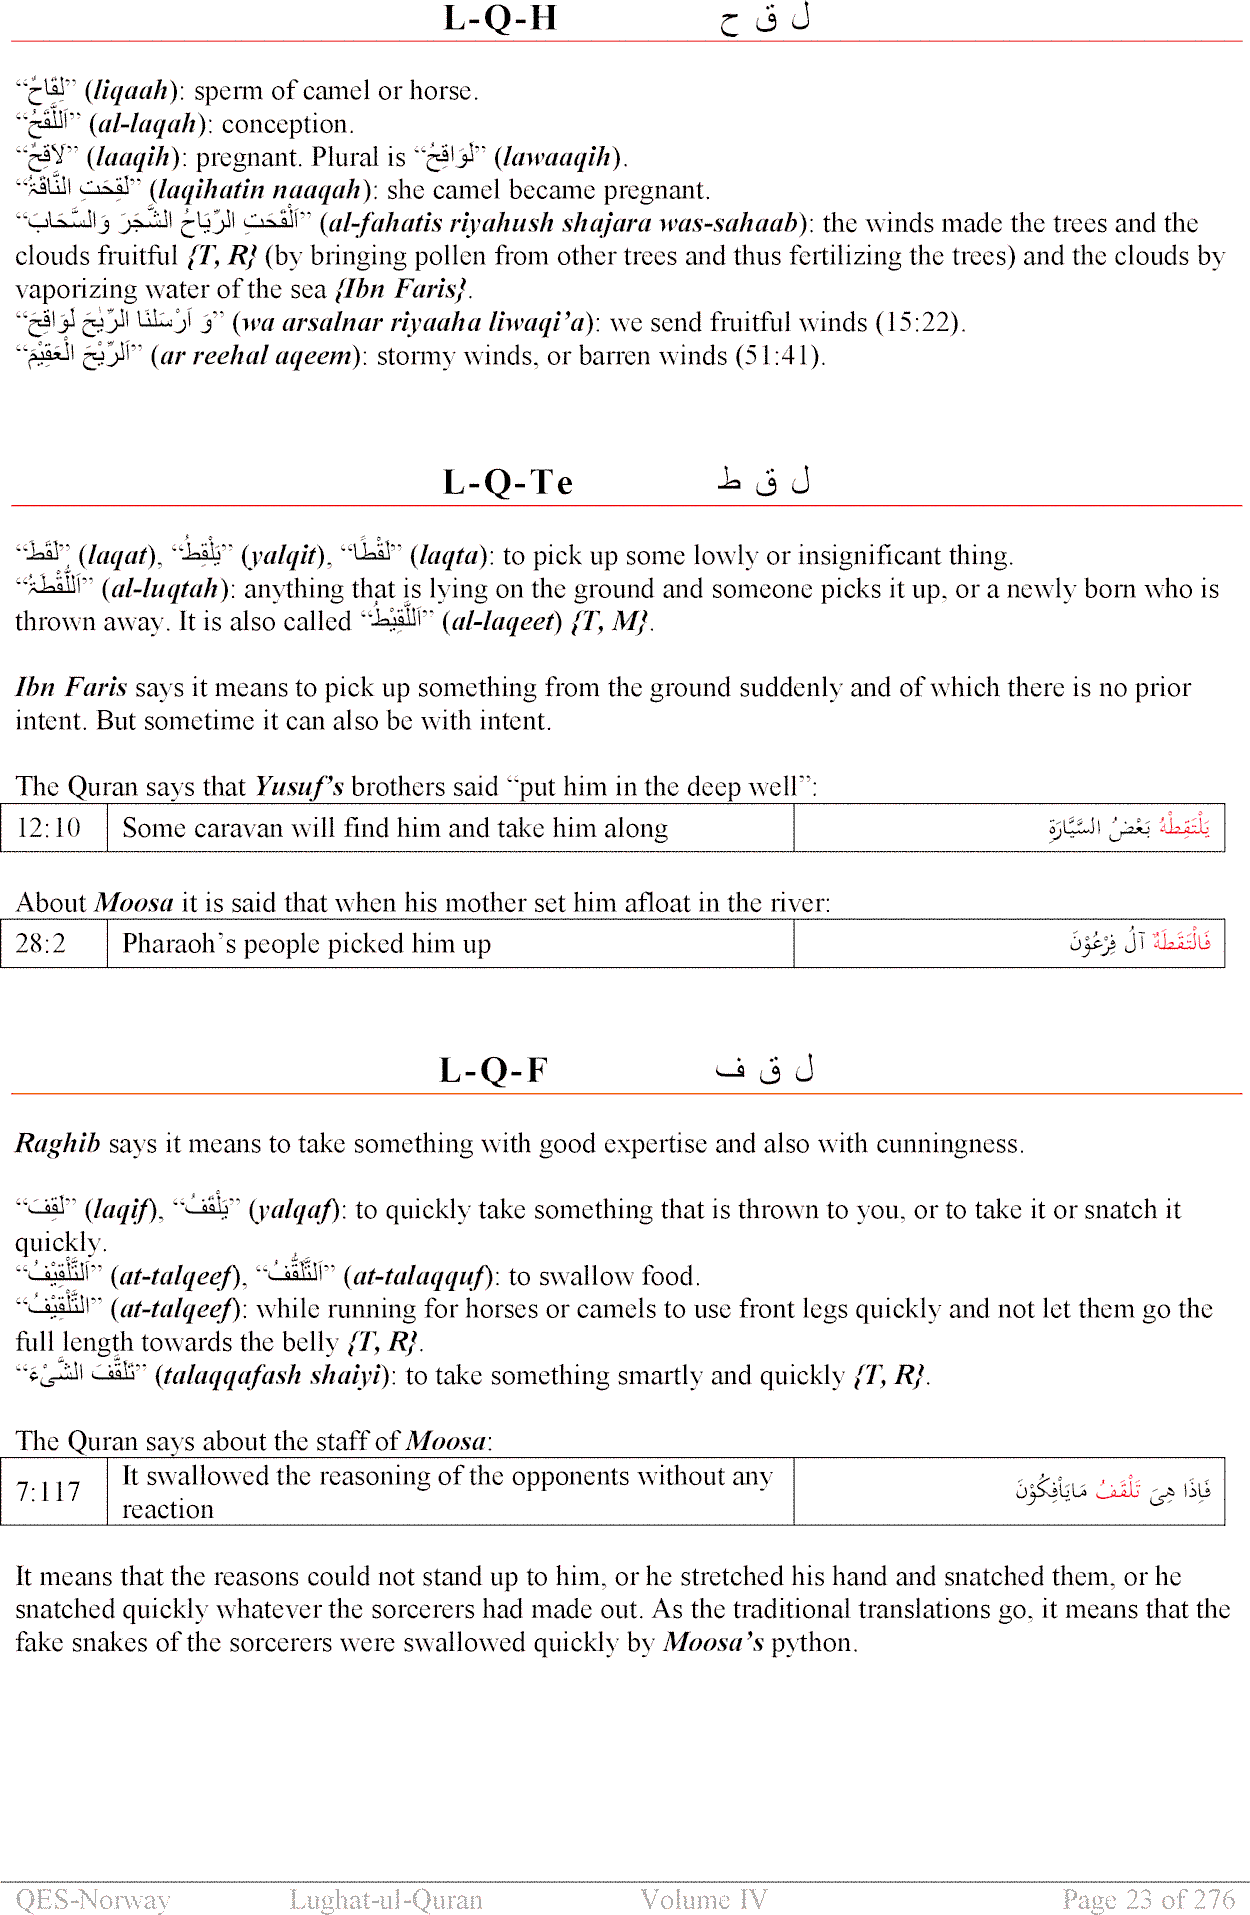 L-Q-H ل ق ح
“لِقَاحٌ” (liqaah): sperm of camel or horse.
“اَللَّقَحُ” (al-laqah): conception.
“لَاقِحٌ” (laaqih): pregnant. Plural is “لَوَاقِحُ” (lawaaqih).
“لَقِحَتِ النَّاقَۃُ” (laqihatin naaqah): she camel became pregnant.
“اَلْقَحَتِ الرِّيَاحُ الشَّجَرَ وَالسَّحَابَ” (al-fahatis riyahush shajara was-sahaab): the winds made the trees and the
clouds fruitful {T, R} (by bringing pollen from other trees and thus fertilizing the trees) and the clouds by
vaporizing water of the sea {Ibn Faris}.
“وَ اَرْسَلْنَا الرِّيٰحَ لَوَاقِحَ” (wa arsalnar riyaaha liwaqi’a): we send fruitful winds (15:22).
“اَلرِّيْحَ الْعَقِيْمَ” (ar reehal aqeem): stormy winds, or barren winds (51:41).
L-Q-Te ل ق ط
“لَقَطَ” (laqat), “يَلْقِطُ” (yalqit), “لَقْطًا” (laqta): to pick up some lowly or insignificant thing.
“اَللُّقْطَۃُ” (al-luqtah): anything that is lying on the ground and someone picks it up, or a newly born who is
thrown away. It is also called “اَللَّقِيْطُ” (al-laqeet) {T, M}.
Ibn Faris says it means to pick up something from the ground suddenly and of which there is no prior
intent. But sometime it can also be with intent.
The Quran says that Yusuf’s brothers said “put him in the deep well”:
12:10 Some caravan will find him and take him along يَلْتَقِطْهُ بَعْضُ السَّيَّارَةِ
About Moosa it is said that when his mother set him afloat in the river:
28:2 Pharaoh’s people picked him up فَالْتَقَطَهٗ آلُ فِرْعُوْنَ
L-Q-F ل ق ف
Raghib says it means to take something with good expertise and also with cunningness.
“لَقِفَ” (laqif), “يَلْقَفُ” (yalqaf): to quickly take something that is thrown to you, or to take it or snatch it
quickly.
“اَلتَّلْقِيْفُ” (at-talqeef), “اَلتَّلَقُّفُ” (at-talaqquf): to swallow food.
“التَّلْقِيْفُ” (at-talqeef): while running for horses or camels to use front legs quickly and not let them go the
full length towards the belly {T, R}.
“تَلَقَّفَ الشَّیْءَ” (talaqqafash shaiyi): to take something smartly and quickly {T, R}.
The Quran says about the staff of Moosa:
7:117 It swallowed the reasoning of the opponents without any فَاِذَا هِیَ تَلْقَفُ مَايَاْفِكُوْنَ
reaction
It means that the reasons could not stand up to him, or he stretched his hand and snatched them, or he
snatched quickly whatever the sorcerers had made out. As the traditional translations go, it means that the
fake snakes of the sorcerers were swallowed quickly by Moosa’s python.
QES-Norway Lughat-ul-Quran Volume IV Page 23 of 276